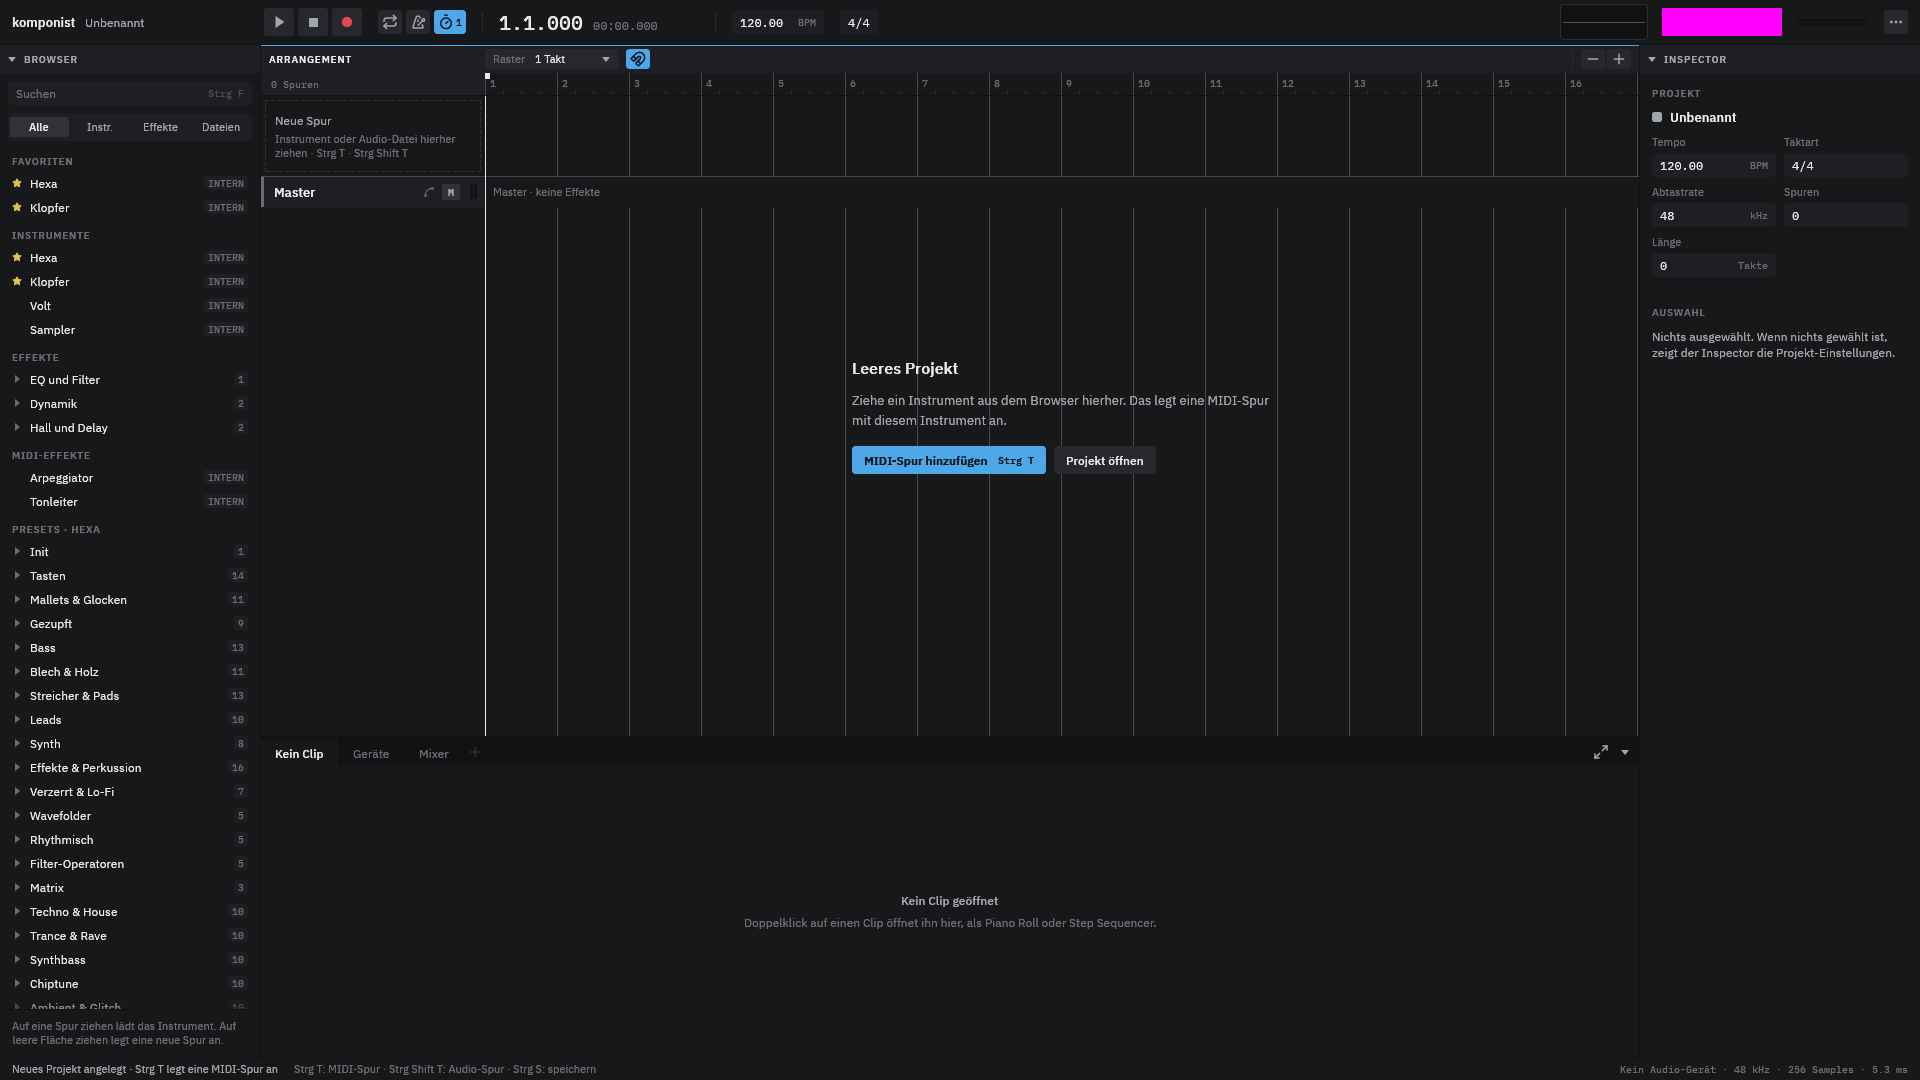 komponist Unbenannt
1
1.1.000 00:00.000
120.00 BPM
4/4
BROWSER
Suchen Strg F
Alle Instr. Effekte Dateien
FAVORITEN
Hexa INTERN
Klopfer INTERN
INSTRUMENTE
Hexa INTERN
Klopfer INTERN
Volt INTERN
Sampler INTERN
EFFEKTE
EQ und Filter 1
Dynamik 2
Hall und Delay 2
MIDI-EFFEKTE
Arpeggiator INTERN
Tonleiter INTERN
PRESETS · HEXA
Init 1
Tasten 14
Mallets & Glocken 11
Gezupft 9
Bass 13
Blech & Holz 11
Streicher & Pads 13
Leads 10
Synth 8
Effekte & Perkussion 16
Verzerrt & Lo-Fi 7
Wavefolder 5
Rhythmisch 5
Filter-Operatoren 5
Matrix 3
Techno & House 10
Trance & Rave 10
Synthbass 10
Chiptune 10
Ambient & Glitch 10
Auf eine Spur ziehen lädt das Instrument. Auf
leere Fläche ziehen legt eine neue Spur an.
ARRANGEMENT
Raster 1 Takt
0 Spuren
1 2 3 4 5 6 7 8 9 10 11 12 13 14 15 16
Neue Spur
Instrument oder Audio-Datei hierher
ziehen · Strg T · Strg Shift T
Master M
Master · keine Effekte
Leeres Projekt
Ziehe ein Instrument aus dem Browser hierher. Das legt eine MIDI-Spur
mit diesem Instrument an.
MIDI-Spur hinzufügen Strg T
Projekt öffnen
Kein Clip Geräte Mixer
Kein Clip geöffnet
Doppelklick auf einen Clip öffnet ihn hier, als Piano Roll oder Step Sequencer.
INSPECTOR
PROJEKT
Unbenannt
Tempo Taktart
120.00 BPM 4/4
Abtastrate Spuren
48 kHz 0
Länge
0 Takte
AUSWAHL
Nichts ausgewählt. Wenn nichts gewählt ist,
zeigt der Inspector die Projekt-Einstellungen.
Neues Projekt angelegt · Strg T legt eine MIDI-Spur an
Strg T: MIDI-Spur · Strg Shift T: Audio-Spur · Strg S: speichern
Kein Audio-Gerät · 48 kHz · 256 Samples · 5.3 ms